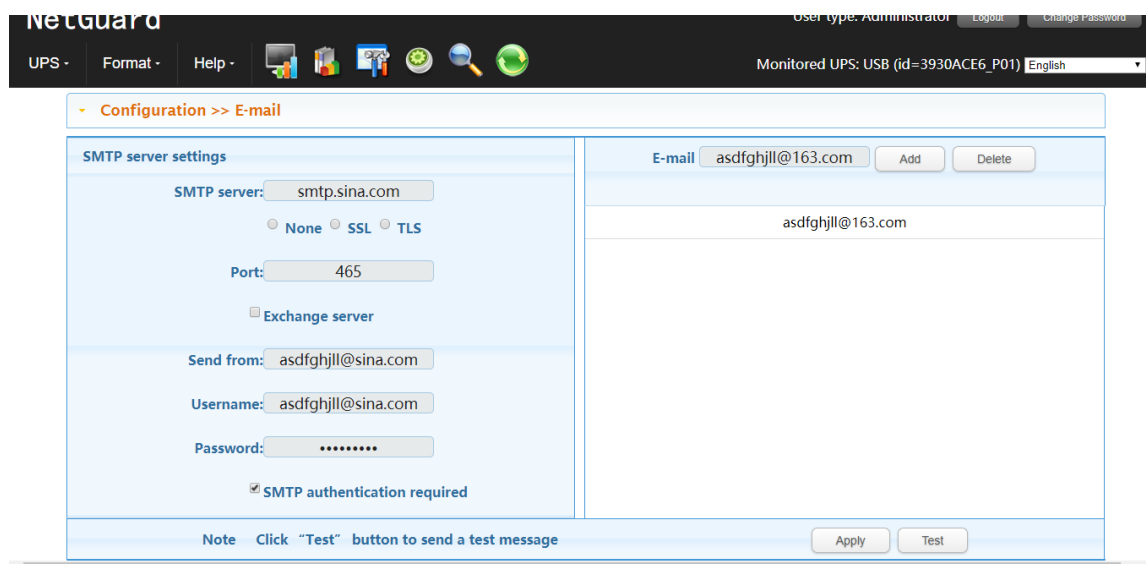 NetGuard
User type: Administrator Logout Change Password
UPS - Format - Help -
Monitored UPS: USB (id=3930ACE6_P01) English
Configuration >> E-mail
SMTP server settings
SMTP server: smtp.sina.com
None SSL TLS
Port: 465
Exchange server
Send from: asdfghjll@sina.com
Username: asdfghjll@sina.com
Password: •••••••••
SMTP authentication required
E-mail asdfghjll@163.com Add Delete
asdfghjll@163.com
Note Click “Test” button to send a test message
Apply Test